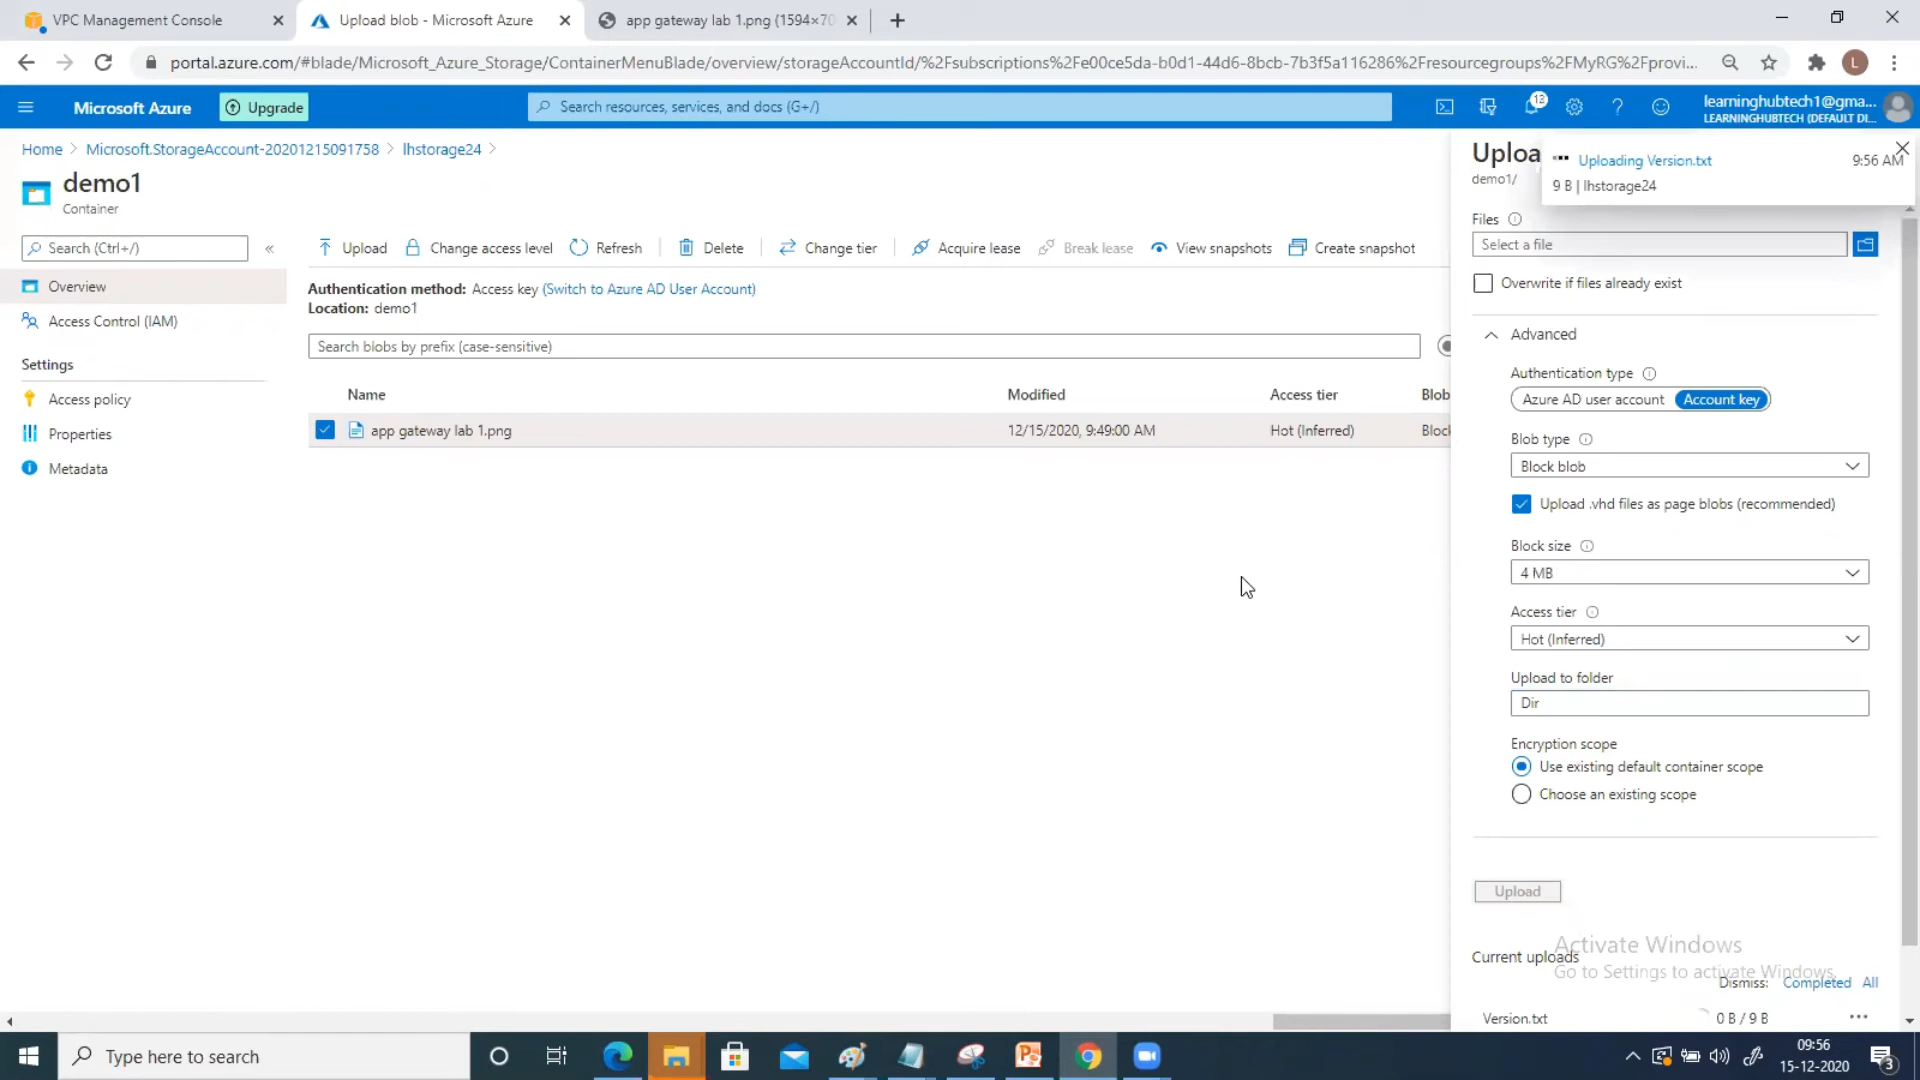 VPC Management Console
Upload blob - Microsoft Azure
app gateway lab 1.png (1594×70
portal.azure.com/#blade/Microsoft_Azure_Storage/ContainerMenuBlade/overview/storageAccountId/%2Fsubscriptions%2Fe00ce5da-b0d1-44d6-8bcb-7b3f5a116286%2Fresourcegroups%2FMyRG%2Fprovi...
L
Microsoft Azure
Upgrade
Search resources, services, and docs (G+/)
12
learninghubtech1@gma...
LEARNINGHUBTECH (DEFAULT DI...
Home > Microsoft.StorageAccount-20201215091758 > lhstorage24 >
demo1
Container
Search (Ctrl+/)
Overview
Access Control (IAM)
Settings
Access policy
Properties
Metadata
Upload
Change access level
Refresh
Delete
Change tier
Acquire lease
Break lease
View snapshots
Create snapshot
Authentication method: Access key (Switch to Azure AD User Account)
Location: demo1
Search blobs by prefix (case-sensitive)
Name Modified Access tier Blob
app gateway lab 1.png 12/15/2020, 9:49:00 AM Hot (Inferred) Block
Uploa
demo1/
Uploading Version.txt 9:56 AM
9 B | lhstorage24
Files
Select a file
Overwrite if files already exist
Advanced
Authentication type
Azure AD user account Account key
Blob type
Block blob
Upload .vhd files as page blobs (recommended)
Block size
4 MB
Access tier
Hot (Inferred)
Upload to folder
Dir
Encryption scope
Use existing default container scope
Choose an existing scope
Upload
Activate Windows
Current uploads
Go to Settings to activate Windows.
Dismiss: Completed All
Version.txt 0 B / 9 B
Type here to search
09:56
15-12-2020
3